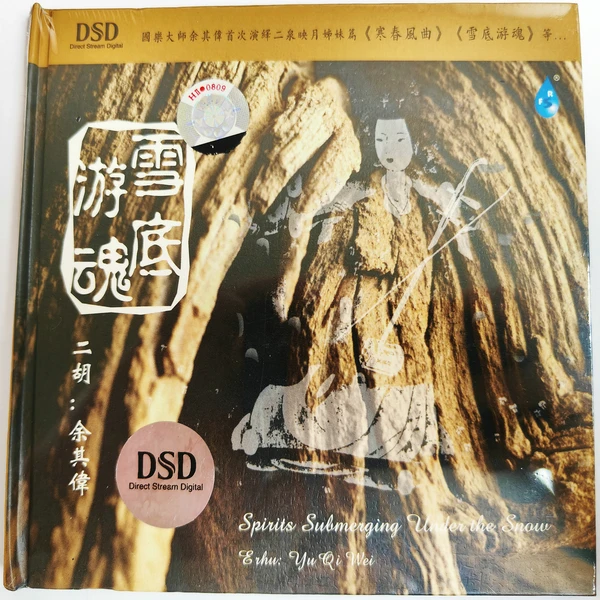 DSD
Direct Stream Digital
國樂大師余其偉首次演繹二泉映月姊妹篇《寒春風曲》《雪底游魂》等...
HⅡ●0809
雪底
游魂
二胡：余其偉
DSD
Direct Stream Digital
Spirits Submerging Under the Snow
Erhu: Yu Qi Wei